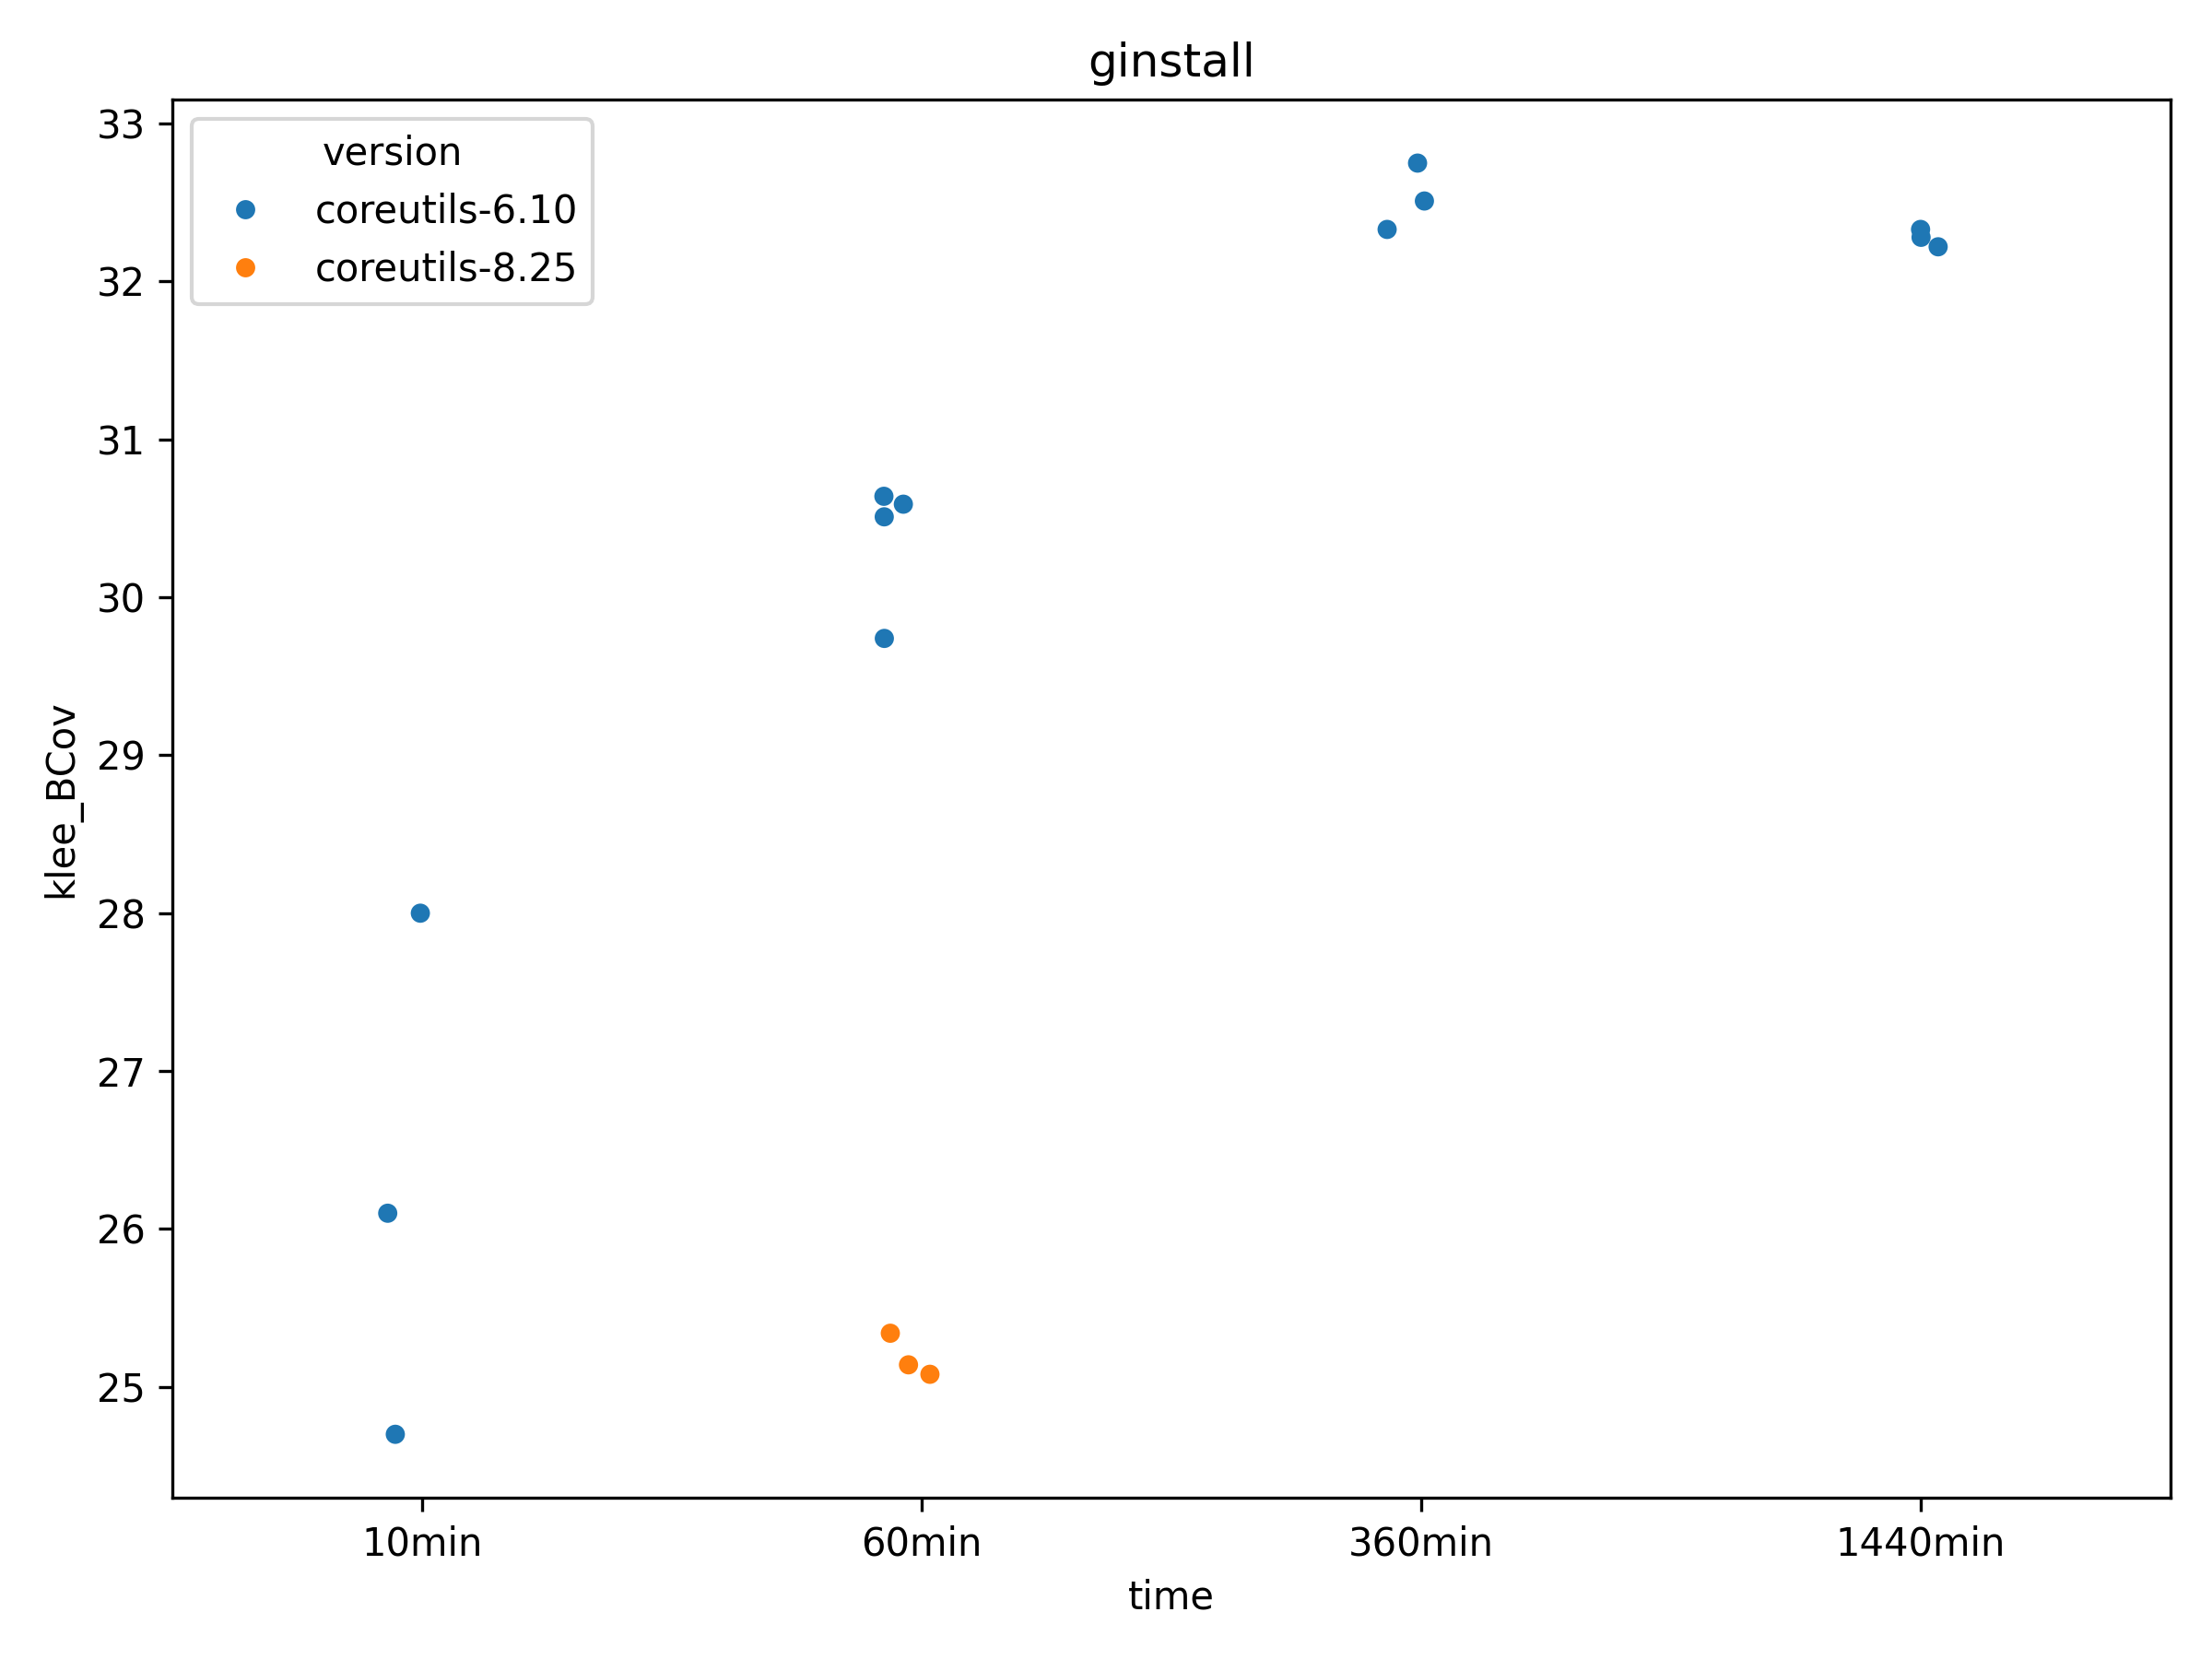 ginstall
version
coreutils-6.10
coreutils-8.25
33
32
31
30
29
28
27
26
25
klee_BCov
10min
60min
360min
1440min
time